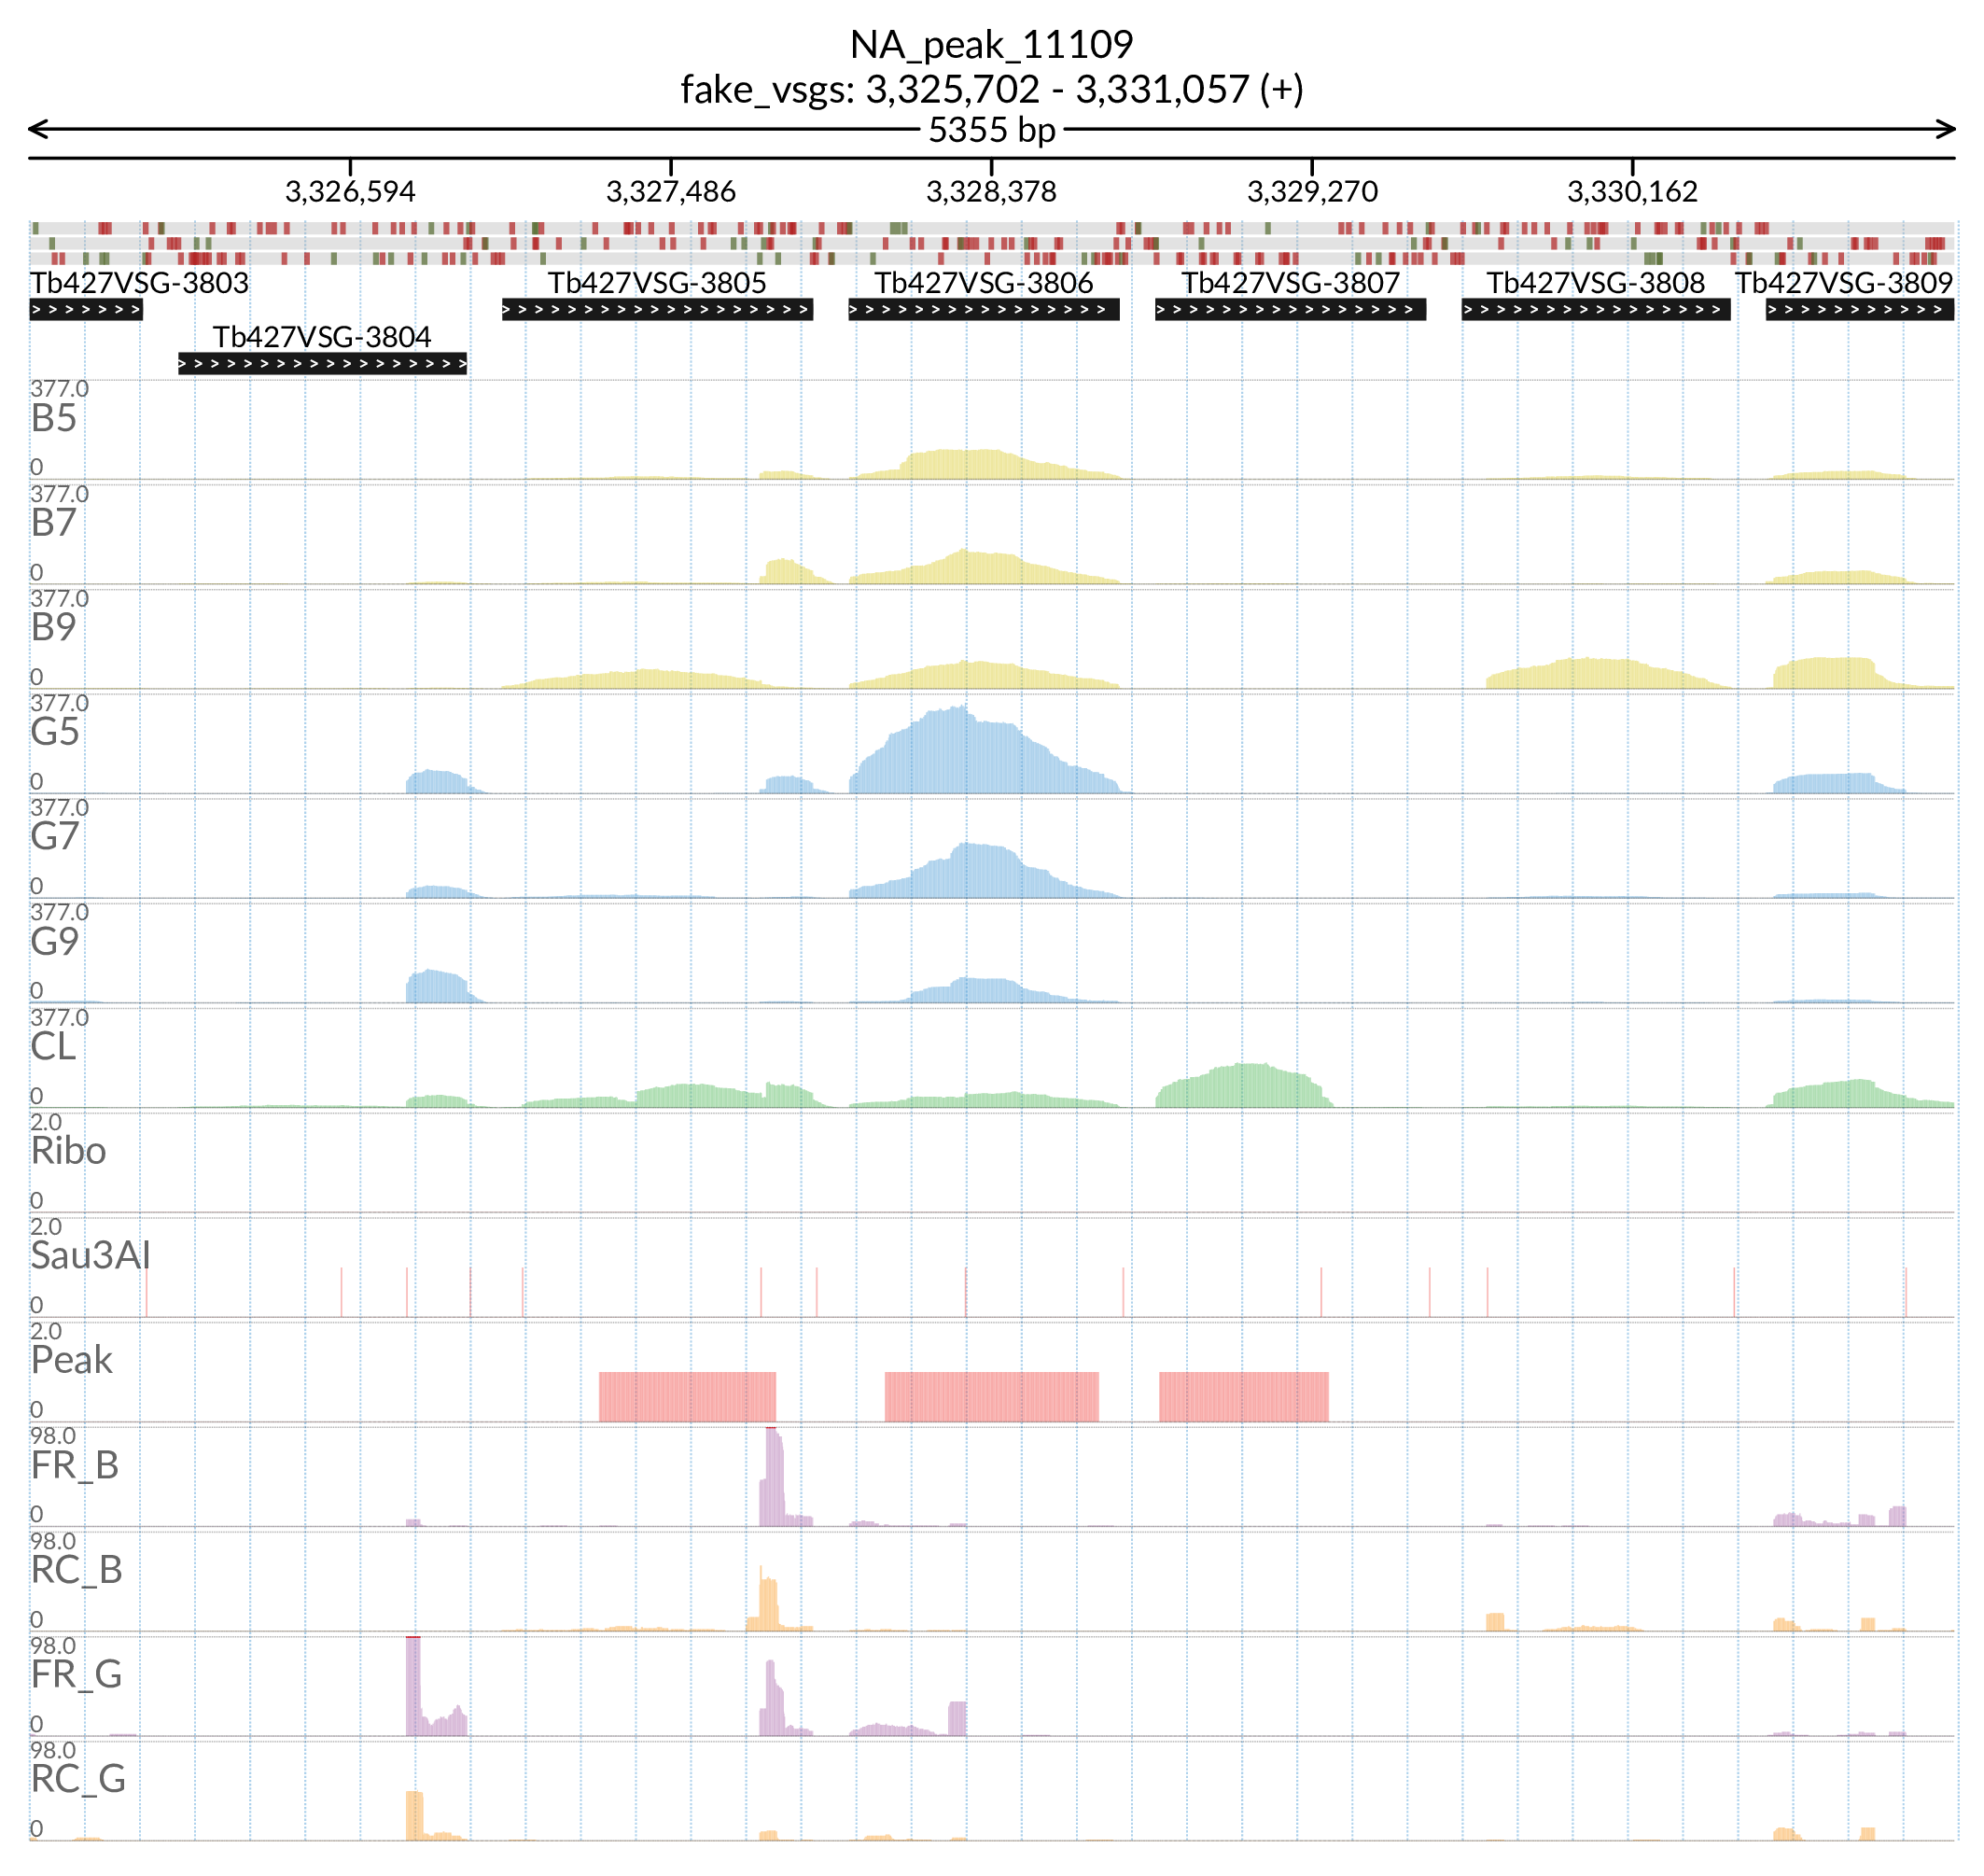 NA_peak_11109
fake_vsgs: 3,325,702 - 3,331,057 (+)
5355 bp
3,326,594 3,327,486 3,328,378 3,329,270 3,330,162
Tb427VSG-3803 Tb427VSG-3805 Tb427VSG-3806 Tb427VSG-3807 Tb427VSG-3808 Tb427VSG-3809
Tb427VSG-3804
377.0
B5
0
377.0
B7
0
377.0
B9
0
377.0
G5
0
377.0
G7
0
377.0
G9
0
377.0
CL
0
2.0
Ribo
0
2.0
Sau3AI
0
2.0
Peak
0
98.0
FR_B
0
98.0
RC_B
0
98.0
FR_G
0
98.0
RC_G
0